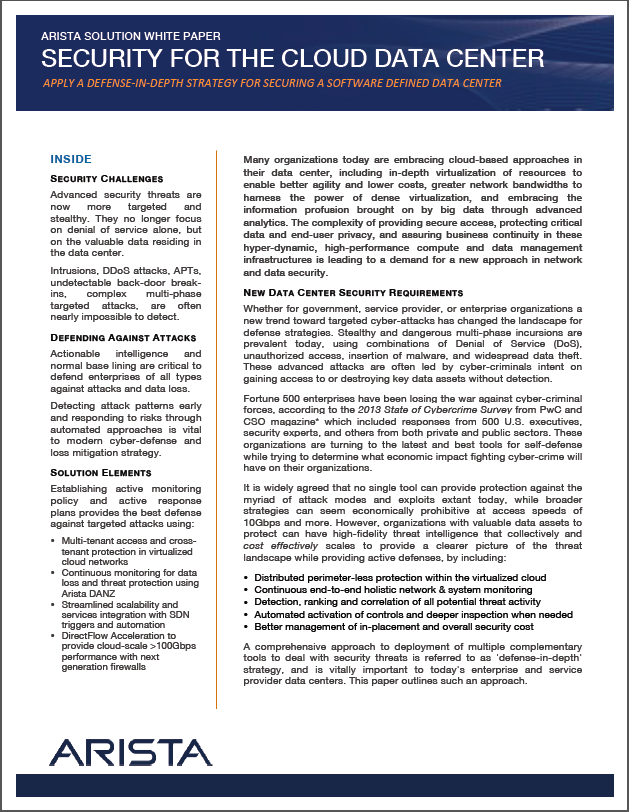 ARISTA SOLUTION WHITE PAPER
SECURITY FOR THE CLOUD DATA CENTER
APPLY A DEFENSE-IN-DEPTH STRATEGY FOR SECURING A SOFTWARE DEFINED DATA CENTER
INSIDE
SECURITY CHALLENGES
Advanced security threats are
now more targeted and
stealthy. They no longer focus
on denial of service alone, but
on the valuable data residing in
the data center.
Intrusions, DDoS attacks, APTs,
undetectable back-door break-
ins, complex multi-phase
targeted attacks, are often
nearly impossible to detect.
DEFENDING AGAINST ATTACKS
Actionable intelligence and
normal base lining are critical to
defend enterprises of all types
against attacks and data loss.
Detecting attack patterns early
and responding to risks through
automated approaches is vital
to modern cyber-defense and
loss mitigation strategy.
SOLUTION ELEMENTS
Establishing active monitoring
policy and active response
plans provides the best defense
against targeted attacks using:
• Multi-tenant access and cross-
tenant protection in virtualized
cloud networks
• Continuous monitoring for data
loss and threat protection using
Arista DANZ
• Streamlined scalability and
services integration with SDN
triggers and automation
• DirectFlow Acceleration to
provide cloud-scale >100Gbps
performance with next
generation firewalls
Many organizations today are embracing cloud-based approaches in
their data center, including in-depth virtualization of resources to
enable better agility and lower costs, greater network bandwidths to
harness the power of dense virtualization, and embracing the
information profusion brought on by big data through advanced
analytics. The complexity of providing secure access, protecting critical
data and end-user privacy, and assuring business continuity in these
hyper-dynamic, high-performance compute and data management
infrastructures is leading to a demand for a new approach in network
and data security.
NEW DATA CENTER SECURITY REQUIREMENTS
Whether for government, service provider, or enterprise organizations a
new trend toward targeted cyber-attacks has changed the landscape for
defense strategies. Stealthy and dangerous multi-phase incursions are
prevalent today, using combinations of Denial of Service (DoS),
unauthorized access, insertion of malware, and widespread data theft.
These advanced attacks are often led by cyber-criminals intent on
gaining access to or destroying key data assets without detection.
Fortune 500 enterprises have been losing the war against cyber-criminal
forces, according to the 2013 State of Cybercrime Survey from PwC and
CSO magazine* which included responses from 500 U.S. executives,
security experts, and others from both private and public sectors. These
organizations are turning to the latest and best tools for self-defense
while trying to determine what economic impact fighting cyber-crime will
have on their organizations.
It is widely agreed that no single tool can provide protection against the
myriad of attack modes and exploits extant today, while broader
strategies can seem economically prohibitive at access speeds of
10Gbps and more. However, organizations with valuable data assets to
protect can have high-fidelity threat intelligence that collectively and
cost effectively scales to provide a clearer picture of the threat
landscape while providing active defenses, by including:
• Distributed perimeter-less protection within the virtualized cloud
• Continuous end-to-end holistic network & system monitoring
• Detection, ranking and correlation of all potential threat activity
• Automated activation of controls and deeper inspection when needed
• Better management of in-placement and overall security cost
A comprehensive approach to deployment of multiple complementary
tools to deal with security threats is referred to as 'defense-in-depth'
strategy, and is vitally important to today's enterprise and service
provider data centers. This paper outlines such an approach.
ARISTA